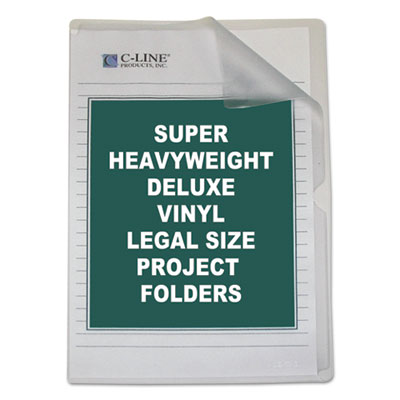 C-LINE®
PRODUCTS, INC.
SUPER
HEAVYWEIGHT
DELUXE
VINYL
LEGAL SIZE
PROJECT
FOLDERS